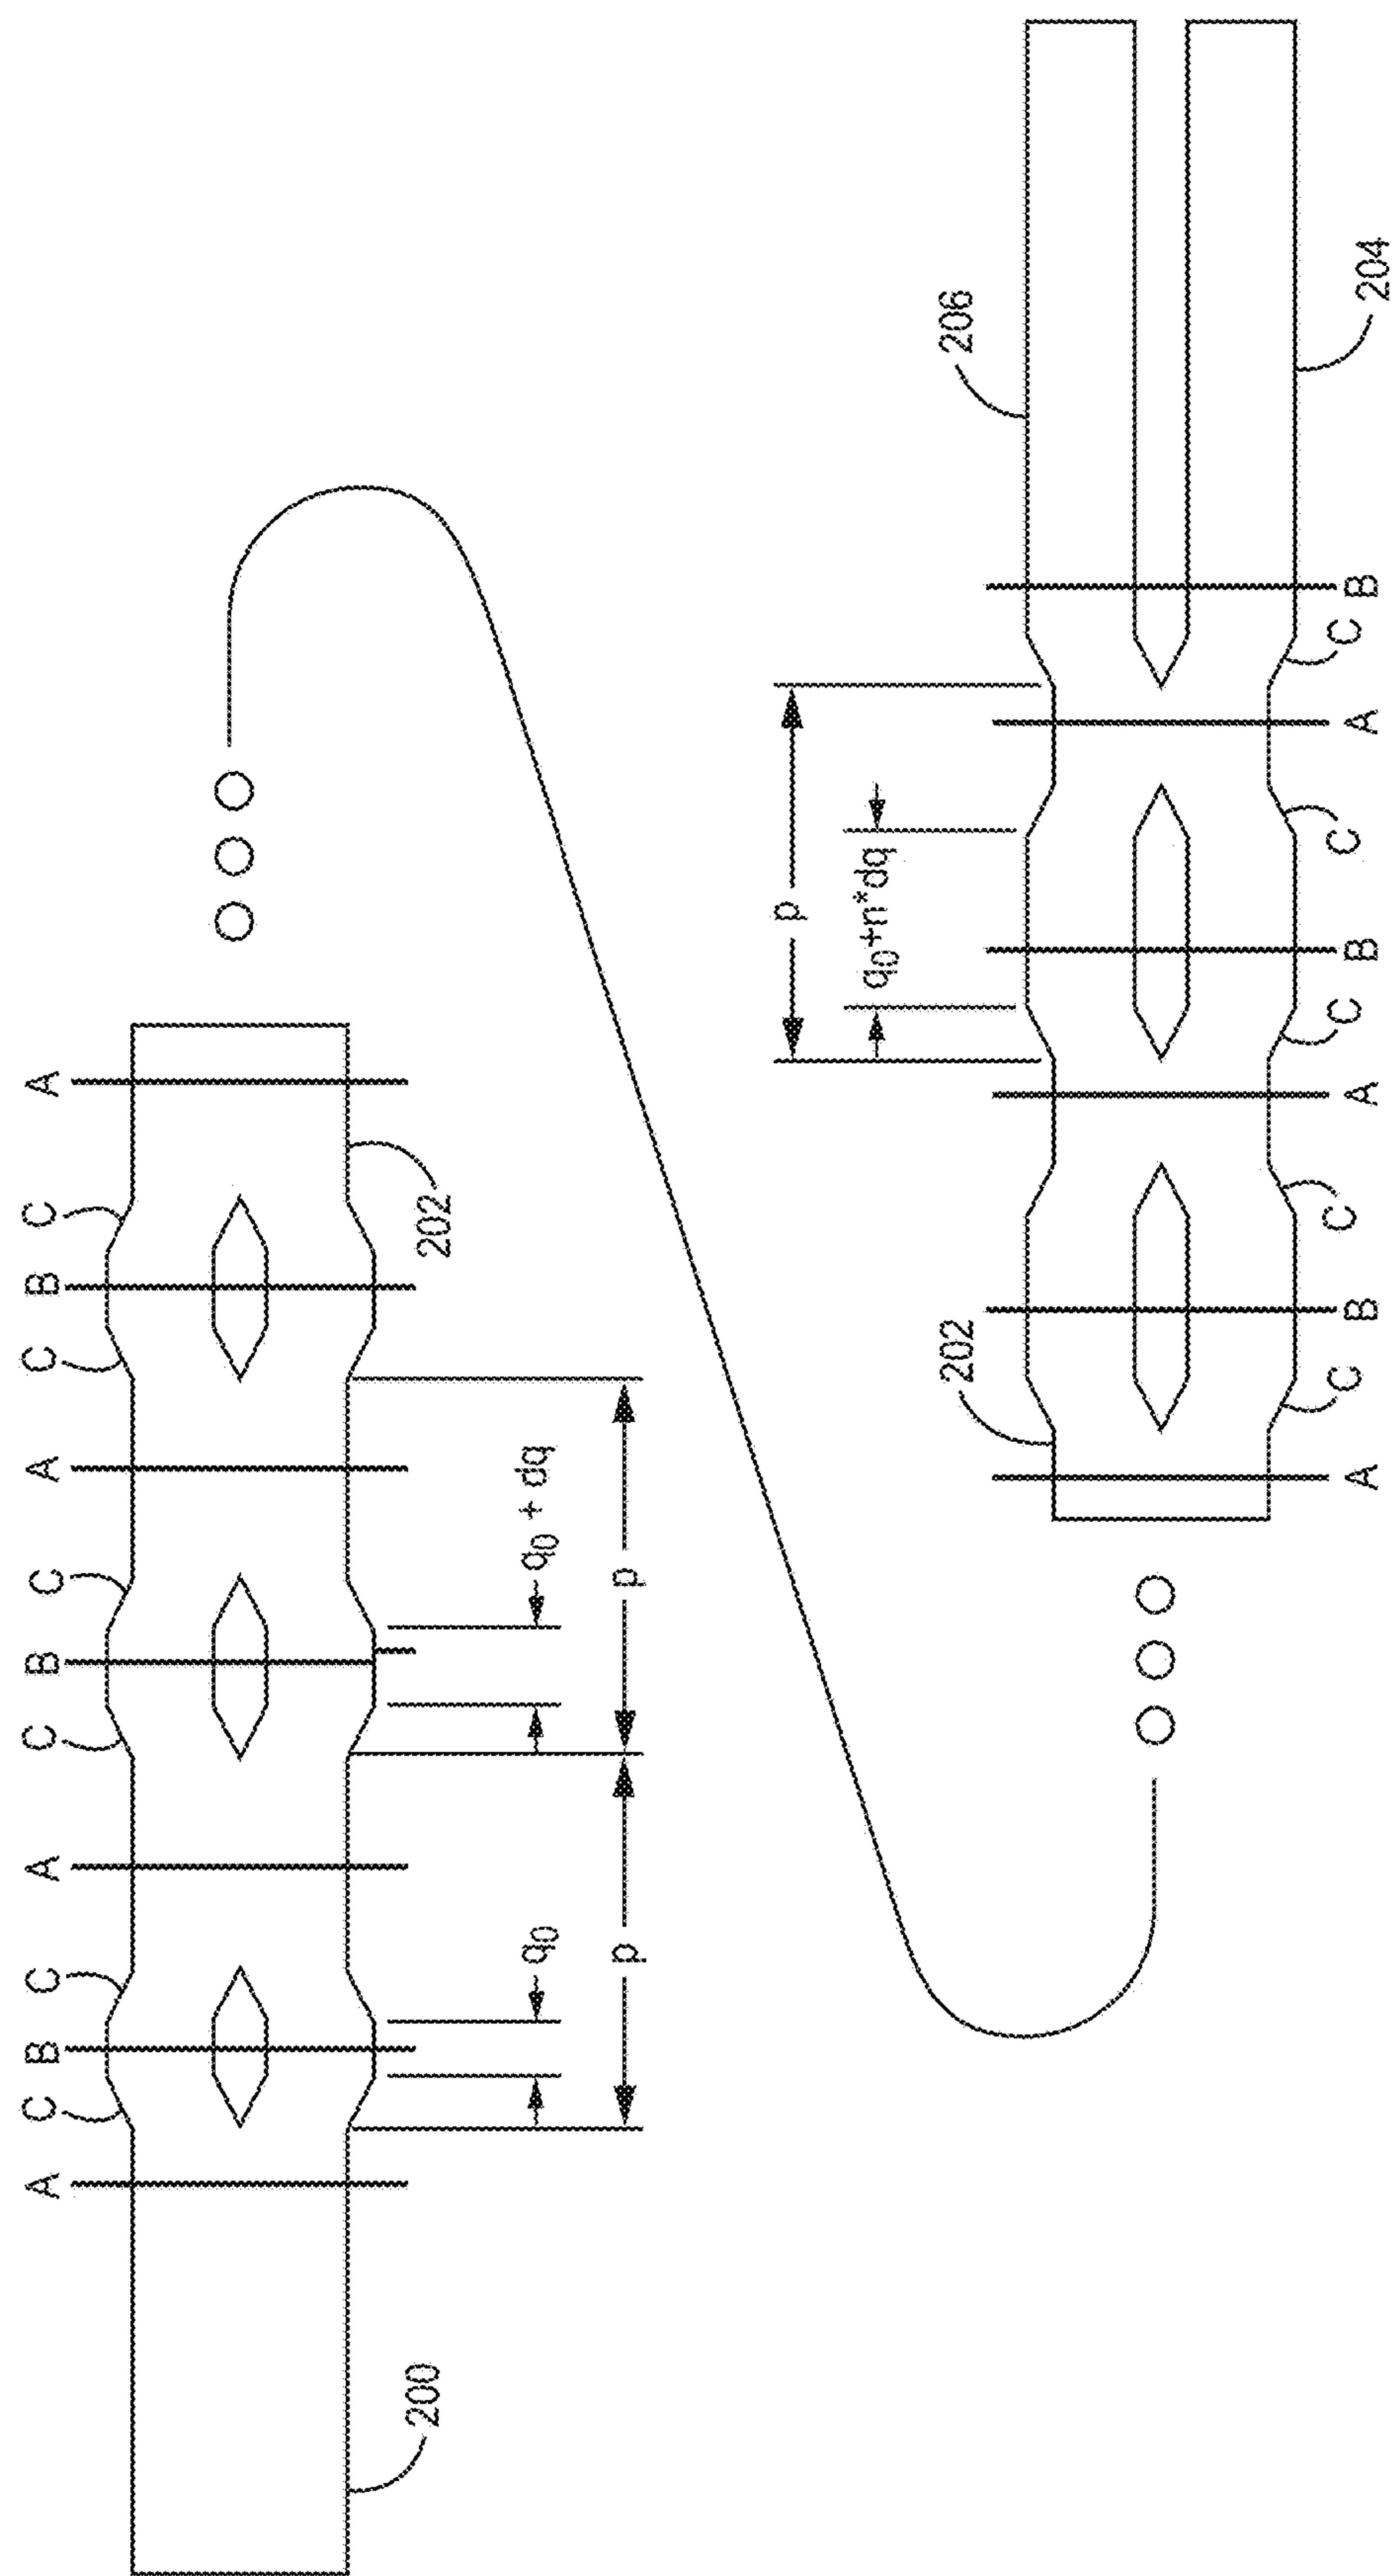 A C B C A C B C A C B C A
200
202
q₀
q₀ + dq
p
p
p
q₀+n*dq
202
206
A C B C A C B C A C B
204